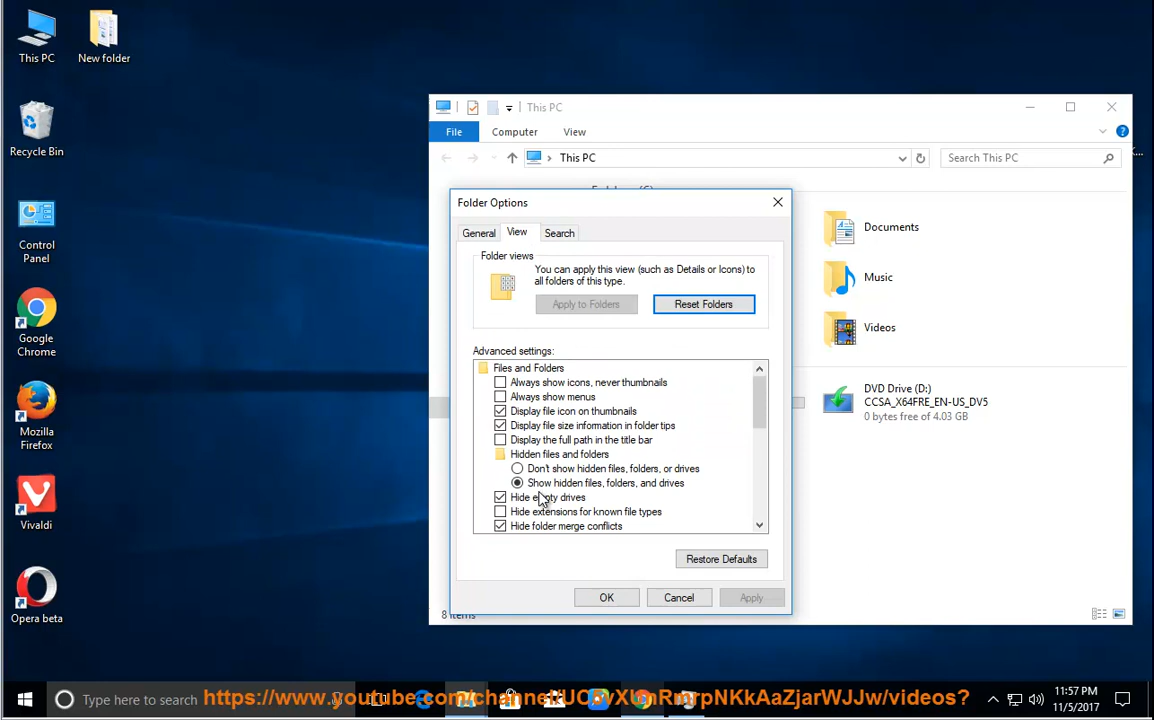 This PC
New folder
Recycle Bin
Control
Panel
Google
Chrome
Mozilla
Firefox
Vivaldi
Opera beta
This PC
File
Computer
View
This PC
Search This PC
Folder Options
General
View
Search
Folder views
You can apply this view (such as Details or Icons) to
all folders of this type.
Apply to Folders
Reset Folders
Advanced settings:
Files and Folders
Always show icons, never thumbnails
Always show menus
Display file icon on thumbnails
Display file size information in folder tips
Display the full path in the title bar
Hidden files and folders
Don't show hidden files, folders, or drives
Show hidden files, folders, and drives
Hide empty drives
Hide extensions for known file types
Hide folder merge conflicts
Restore Defaults
OK
Cancel
Apply
Documents
Music
Videos
DVD Drive (D:)
CCSA_X64FRE_EN-US_DV5
0 bytes free of 4.03 GB
8 items
Type here to search
11:57 PM
11/5/2017